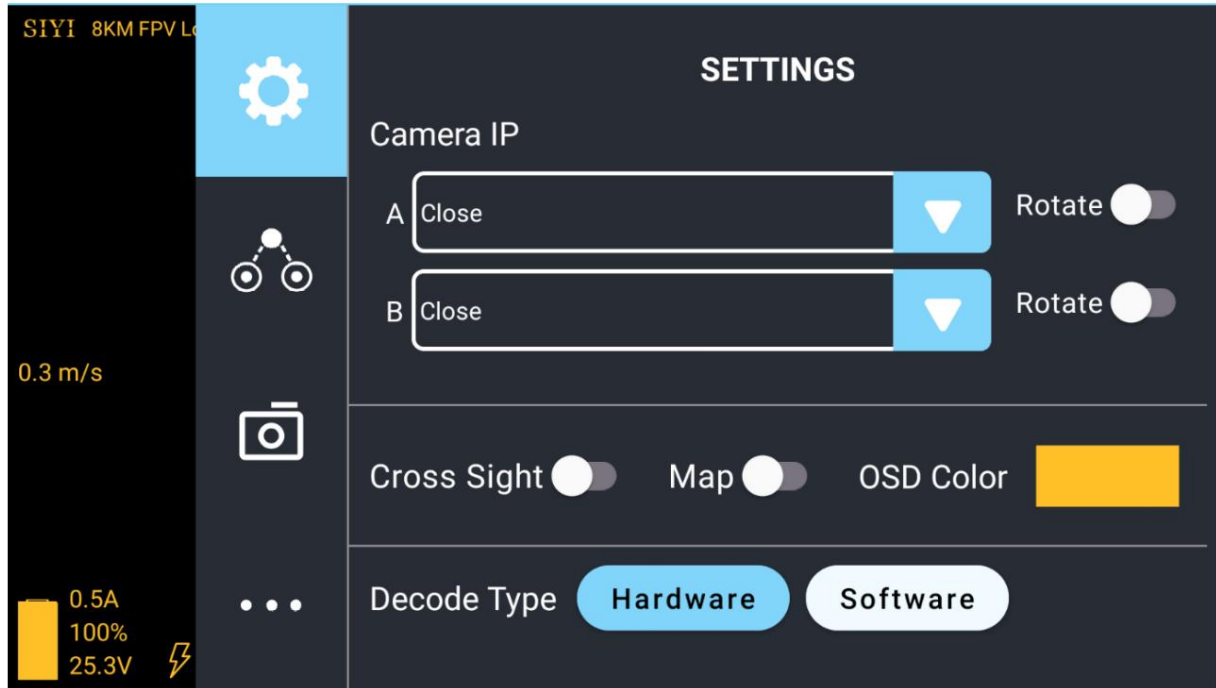 SIYI 8KM FPV
SETTINGS
Camera IP
A Close Rotate
B Close Rotate
0.3 m/s
Cross Sight Map OSD Color
0.5A
100%
25.3V
Decode Type Hardware Software